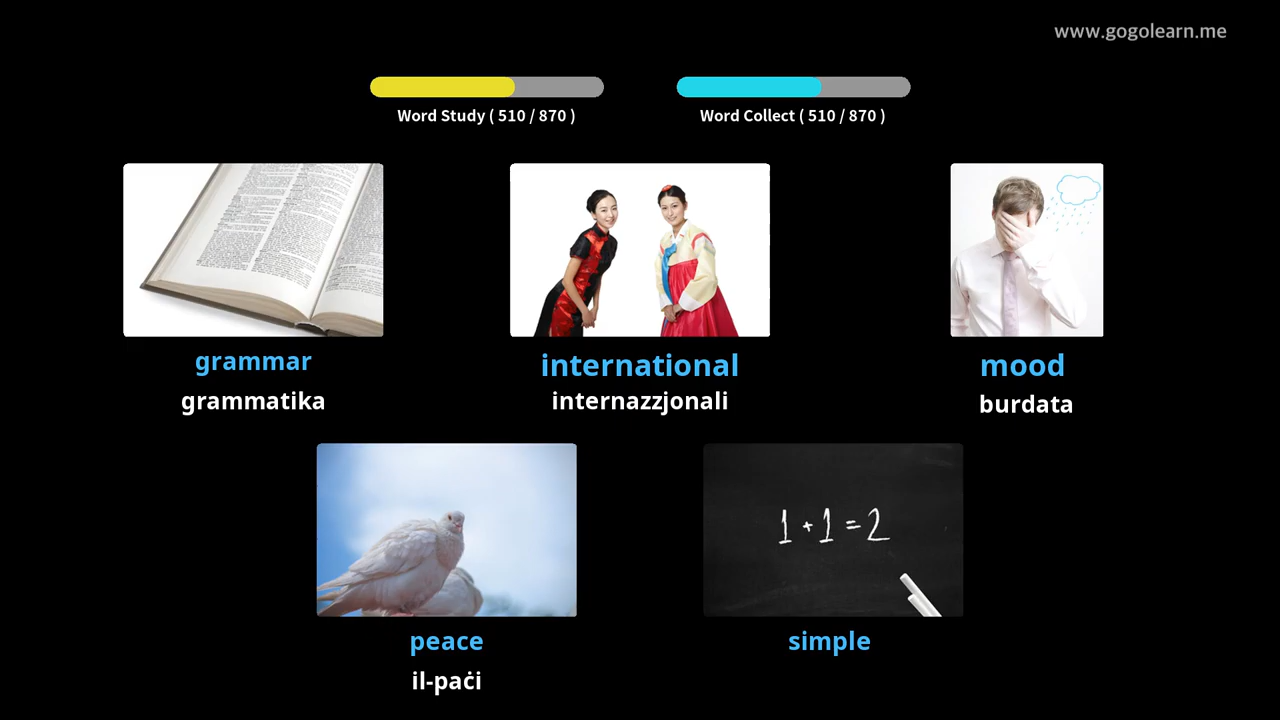 www.gogolearn.me
Word Study ( 510 / 870 )
Word Collect ( 510 / 870 )
grammar
grammatika
international
internazzjonali
mood
burdata
1 + 1 = 2
peace
il-paċi
simple